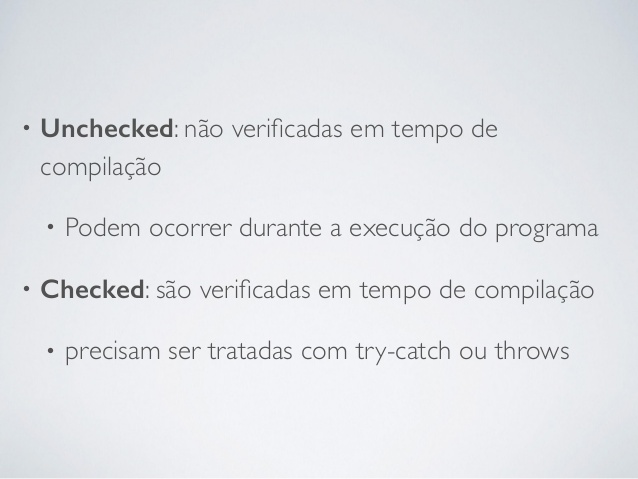 • Unchecked: não verificadas em tempo de
compilação
• Podem ocorrer durante a execução do programa
• Checked: são verificadas em tempo de compilação
• precisam ser tratadas com try-catch ou throws